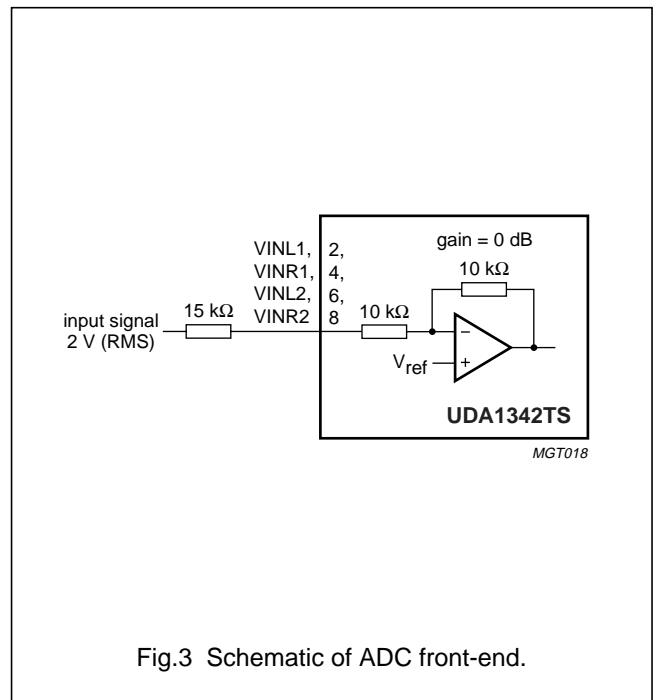 gain = 0 dB
VINL1, 2,
VINR1, 4,
VINL2, 6,
VINR2 8
10 kΩ
15 kΩ
10 kΩ
input signal
2 V (RMS)
−
+
Vref
UDA1342TS
MGT018
Fig.3 Schematic of ADC front-end.